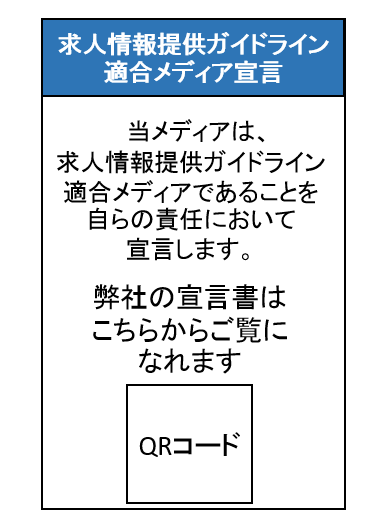 求人情報提供ガイドライン
適合メディア宣言
当メディアは、
求人情報提供ガイドライン
適合メディアであることを
自らの責任において
宣言します。
弊社の宣言書は
こちらからご覧に
なれます
QRコード